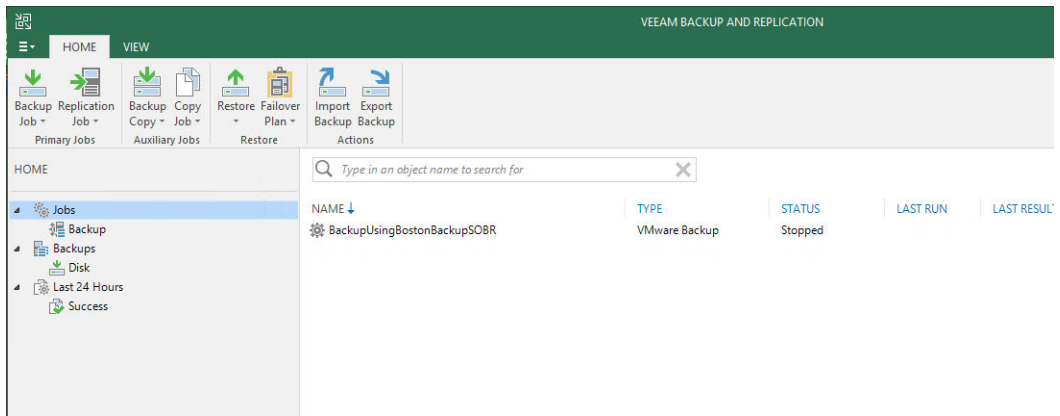 VEEAM BACKUP AND REPLICATION
HOME VIEW
Backup Replication Backup Copy Restore Failover Import Export
Job Job Copy Job Plan Backup Backup
Primary Jobs Auxiliary Jobs Restore Actions
HOME
Type in an object name to search for
NAME TYPE STATUS LAST RUN LAST RESULT
Jobs
BackupUsingBostonBackupSOBR VMware Backup Stopped
Backup
Backups
Disk
Last 24 Hours
Success